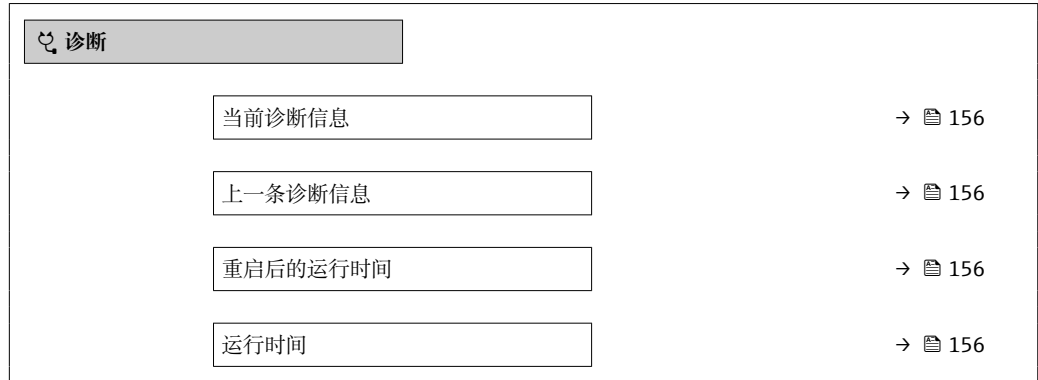 诊断
当前诊断信息 → 156
上一条诊断信息 → 156
重启后的运行时间 → 156
运行时间 → 156